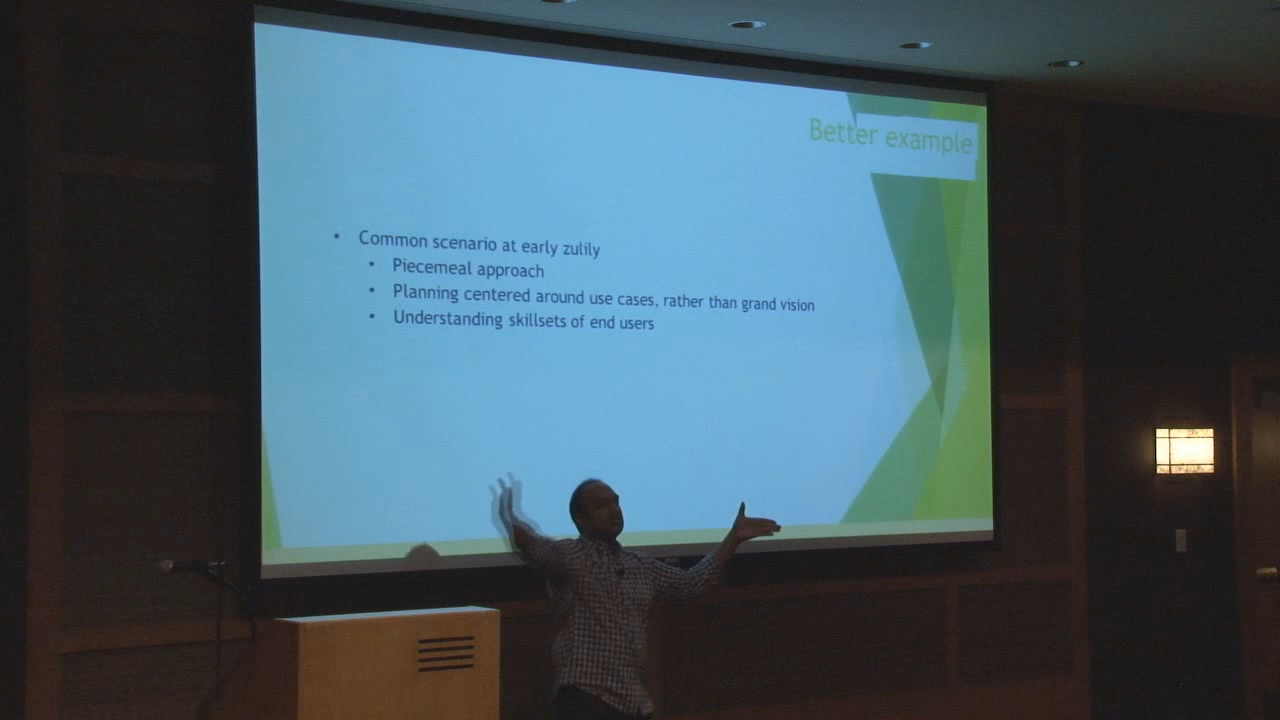 Better example
• Common scenario at early zulily
• Piecemeal approach
• Planning centered around use cases, rather than grand vision
• Understanding skillsets of end users